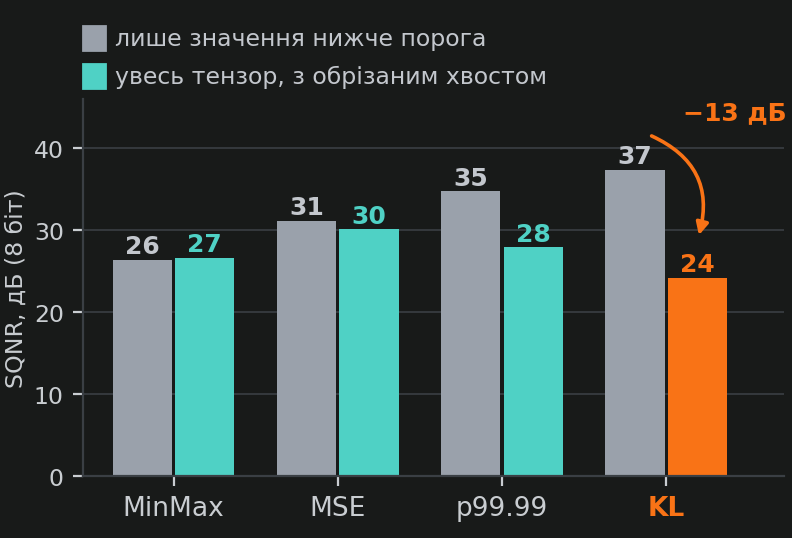 лише значення нижче порога
увесь тензор, з обрізаним хвостом
−13 дБ
SQNR, дБ (8 біт)
40
30
20
10
0
26
27
31
30
35
28
37
24
MinMax
MSE
p99.99
KL